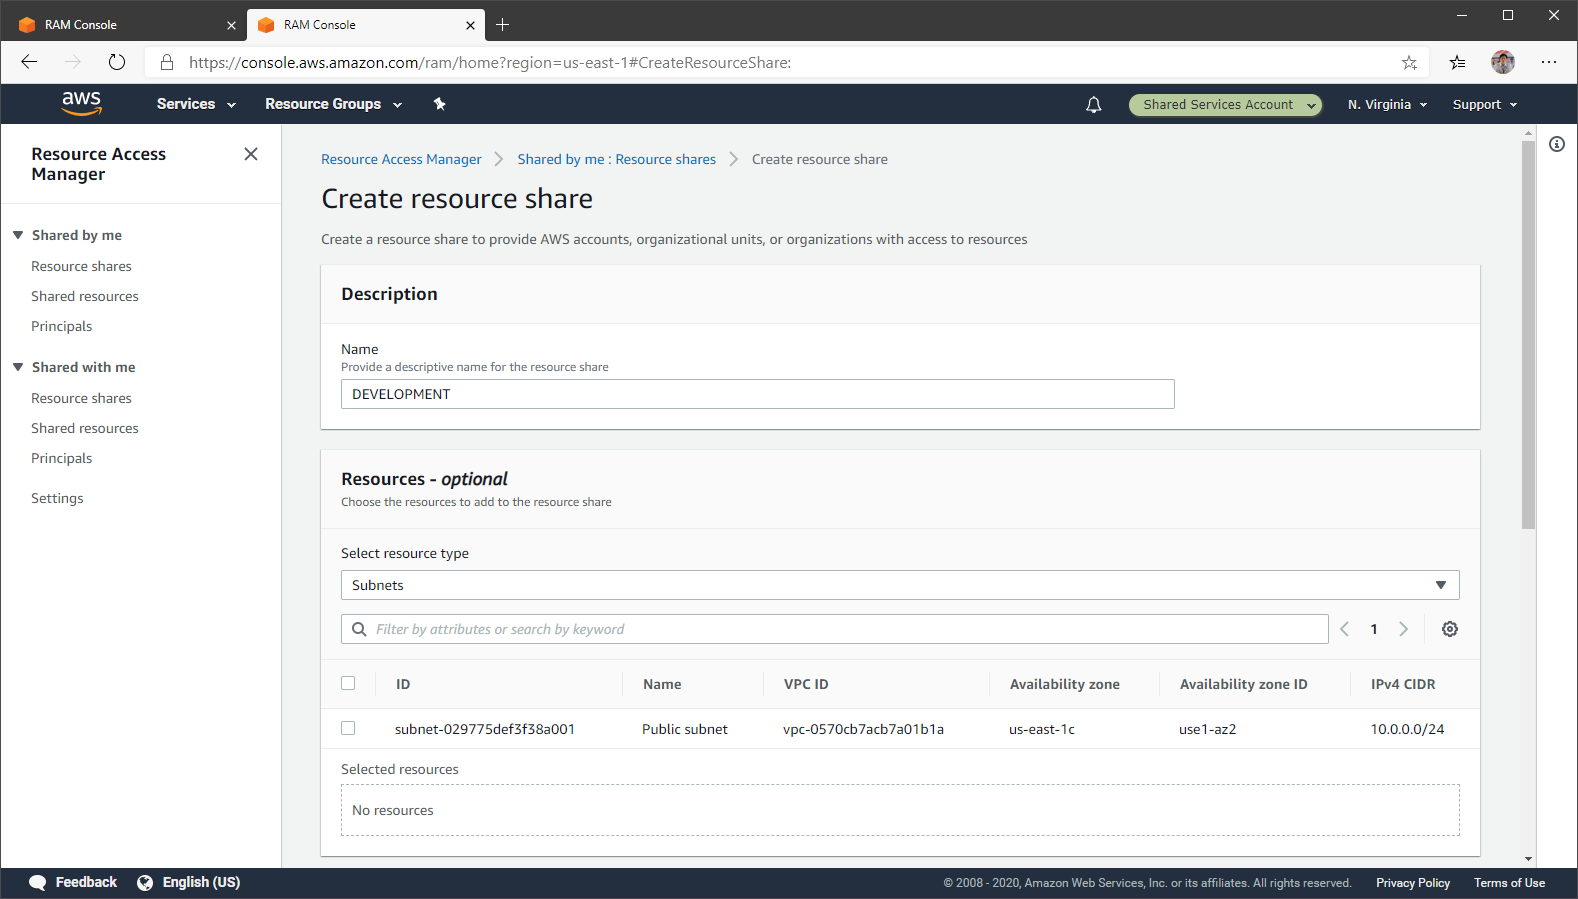 RAM Console
RAM Console
https://console.aws.amazon.com/ram/home?region=us-east-1#CreateResourceShare:
aws
Services
Resource Groups
Shared Services Account
N. Virginia
Support
Resource Access
Manager
Shared by me
Resource shares
Shared resources
Principals
Shared with me
Resource shares
Shared resources
Principals
Settings
Resource Access Manager
Shared by me : Resource shares
Create resource share
Create resource share
Create a resource share to provide AWS accounts, organizational units, or organizations with access to resources
Description
Name
Provide a descriptive name for the resource share
DEVELOPMENT
Resources - optional
Choose the resources to add to the resource share
Select resource type
Subnets
Filter by attributes or search by keyword
1
ID Name VPC ID Availability zone Availability zone ID IPv4 CIDR
subnet-029775def3f38a001 Public subnet vpc-0570cb7acb7a01b1a us-east-1c use1-az2 10.0.0.0/24
Selected resources
No resources
Feedback
English (US)
© 2008 - 2020, Amazon Web Services, Inc. or its affiliates. All rights reserved.
Privacy Policy
Terms of Use